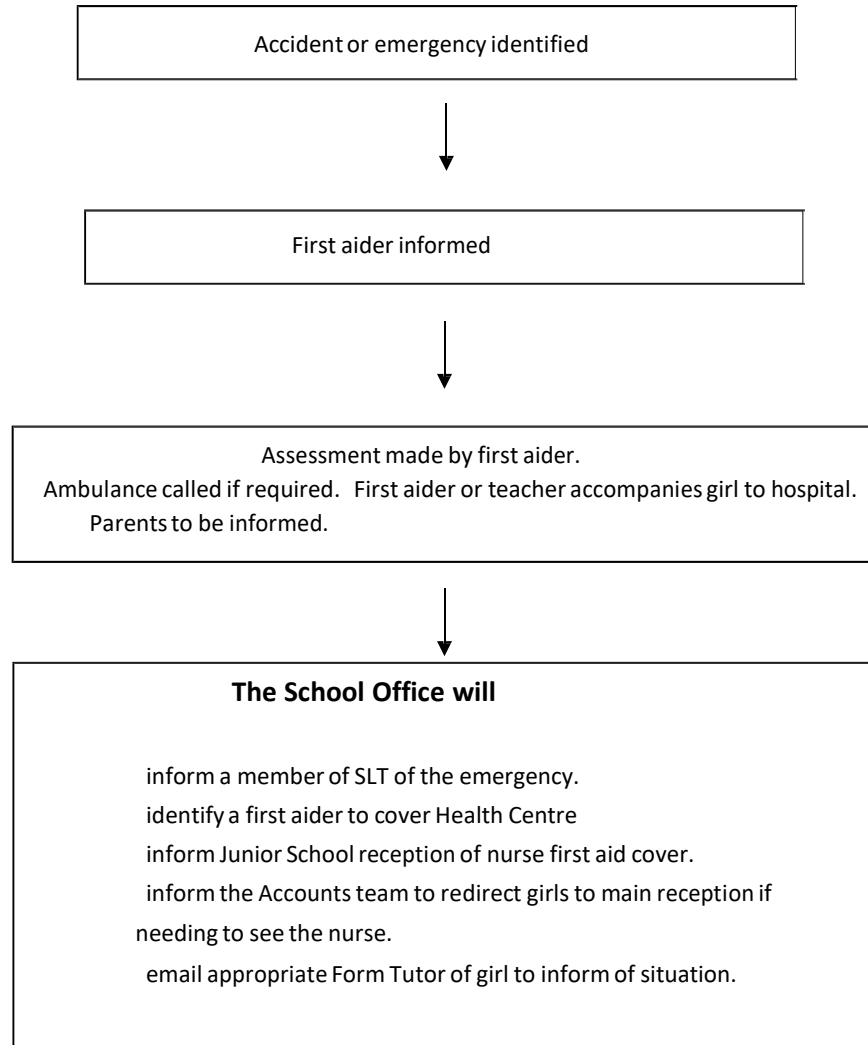 Accident or emergency identified
First aider informed
Assessment made by first aider.
Ambulance called if required. First aider or teacher accompanies girl to hospital.
Parents to be informed.
The School Office will
inform a member of SLT of the emergency.
identify a first aider to cover Health Centre
inform Junior School reception of nurse first aid cover.
inform the Accounts team to redirect girls to main reception if
needing to see the nurse.
email appropriate Form Tutor of girl to inform of situation.